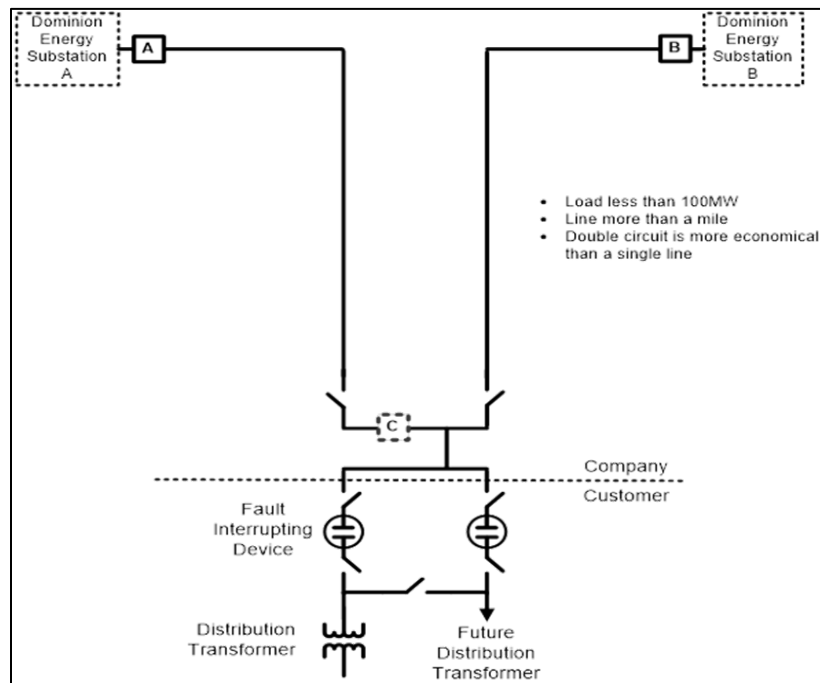 Dominion
Energy
Substation
A
A
B
Dominion
Energy
Substation
B
• Load less than 100MW
• Line more than a mile
• Double circuit is more economical
than a single line
C
Company
Customer
Fault
Interrupting
Device
Distribution
Transformer
Future
Distribution
Transformer